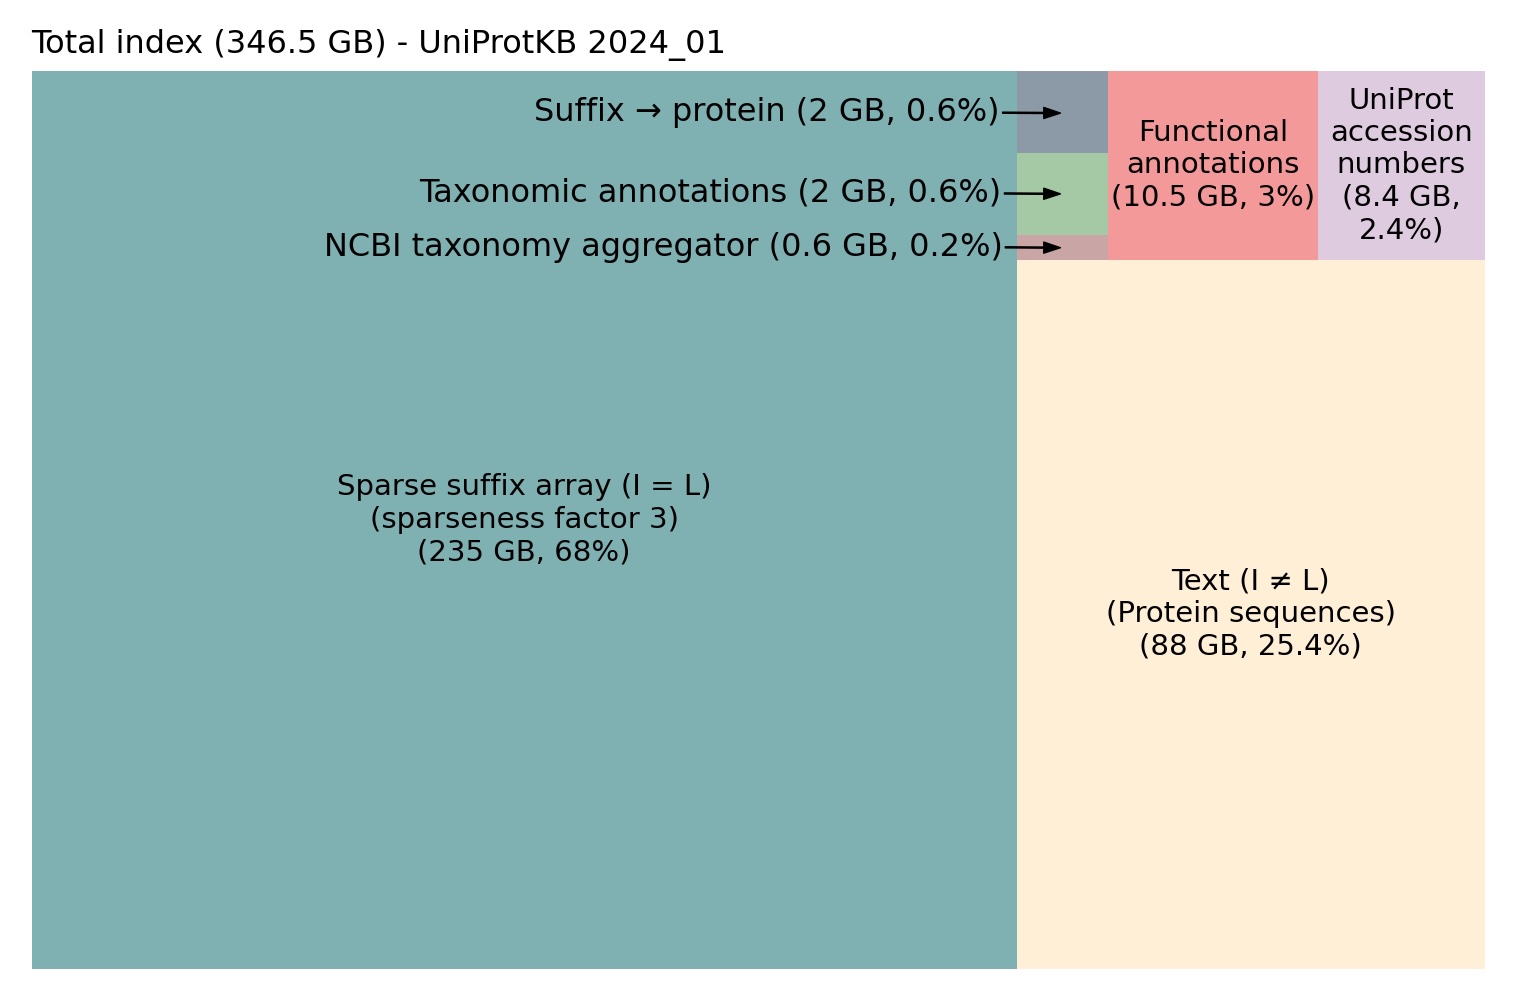 Total index (346.5 GB) - UniProtKB 2024_01
Suffix → protein (2 GB, 0.6%)
Taxonomic annotations (2 GB, 0.6%)
NCBI taxonomy aggregator (0.6 GB, 0.2%)
Functional
annotations
(10.5 GB, 3%)
UniProt
accession
numbers
(8.4 GB,
2.4%)
Sparse suffix array (I = L)
(sparseness factor 3)
(235 GB, 68%)
Text (I ≠ L)
(Protein sequences)
(88 GB, 25.4%)